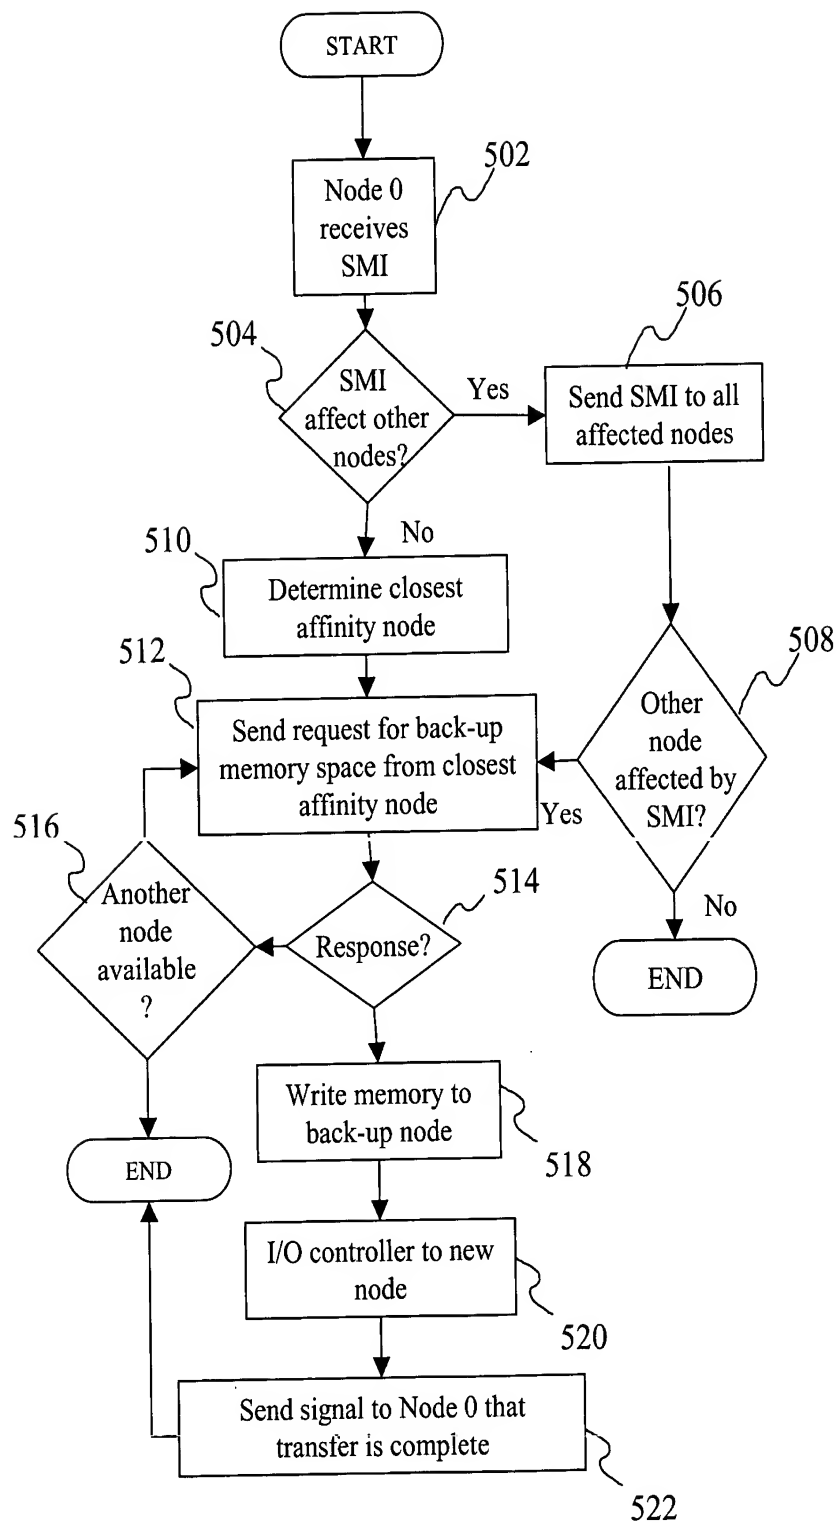 START
502
Node 0
receives
SMI
504
SMI
affect other
nodes?
Yes
506
Send SMI to all
affected nodes
No
510
Determine closest
affinity node
512
Send request for back-up
memory space from closest
affinity node
508
Other
node
affected by
SMI?
Yes
No
END
516
Another
node
available
?
514
Response?
Write memory to
back-up node
518
END
I/O controller to new
node
520
Send signal to Node 0 that
transfer is complete
522